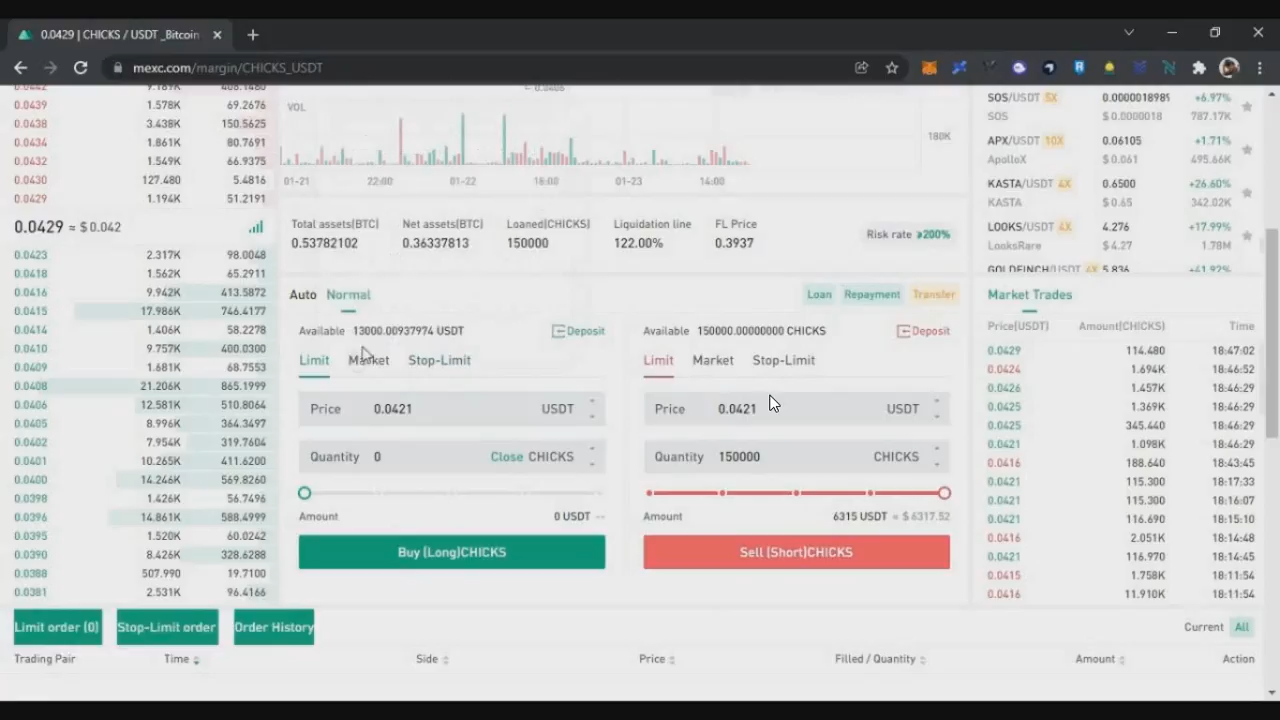 0.0429 | CHICKS / USDT _Bitcoin
mexc.com/margin/CHICKS_USDT
0.0439 1.578K 69.2676
0.0438 3.438K 150.5625
0.0434 1.861K 80.7691
0.0432 1.549K 66.9375
0.0430 127.480 5.4816
0.0429 1.194K 51.2191
0.0429 ≈ $ 0.042
0.0423 2.317K 98.0048
0.0418 1.562K 65.2911
0.0416 9.942K 413.5872
0.0415 17.986K 746.4177
0.0414 1.406K 58.2278
0.0410 9.757K 400.0300
0.0409 1.681K 68.7553
0.0408 21.206K 865.1999
0.0406 12.581K 510.8064
0.0405 8.996K 364.3497
0.0402 7.954K 319.7604
0.0401 10.265K 411.6200
0.0400 14.246K 569.8260
0.0398 1.426K 56.7496
0.0396 14.861K 588.4999
0.0395 1.520K 60.0242
0.0390 8.426K 328.6288
0.0388 507.990 19.7100
0.0381 2.531K 96.4166
VOL
180K
01-21 22:00 01-22 18:00 01-23 14:00
Total assets(BTC) Net assets(BTC) Loaned(CHICKS) Liquidation line FL Price
0.53782102 0.36337813 150000 122.00% 0.3937
Risk rate ≥200%
Auto Normal
Loan Repayment Transfer
Available 13000.00937974 USDT Deposit
Limit Market Stop-Limit
Price 0.0421 USDT
Quantity 0 Close CHICKS
Amount 0 USDT --
Buy (Long)CHICKS
Available 150000.00000000 CHICKS Deposit
Limit Market Stop-Limit
Price 0.0421 USDT
Quantity 150000 CHICKS
Amount 6315 USDT ≈ $ 6317.52
Sell (Short)CHICKS
SOS/USDT 5X 0.0000018989 +6.97%
SOS $ 0.0000018 787.17K
APX/USDT 10X 0.06105 +1.71%
ApolloX $ 0.061 495.66K
KASTA/USDT 4X 0.6500 +26.60%
KASTA $ 0.65 342.02K
LOOKS/USDT 4X 4.276 +17.99%
LooksRare $ 4.27 1.78M
GOLDFINCH/USDT 4X 5.836 +41.92%
Market Trades
Price(USDT) Amount(CHICKS) Time
0.0429 114.480 18:47:02
0.0424 1.694K 18:46:52
0.0426 1.457K 18:46:29
0.0425 1.369K 18:46:29
0.0425 345.440 18:46:29
0.0421 1.098K 18:46:29
0.0416 188.640 18:43:45
0.0421 115.300 18:17:33
0.0421 115.300 18:16:07
0.0421 116.690 18:15:10
0.0416 2.051K 18:14:48
0.0421 116.970 18:14:45
0.0415 1.758K 18:11:54
0.0416 11.910K 18:11:54
Limit order (0) Stop-Limit order Order History
Current All
Trading Pair Time Side Price Filled / Quantity Amount Action